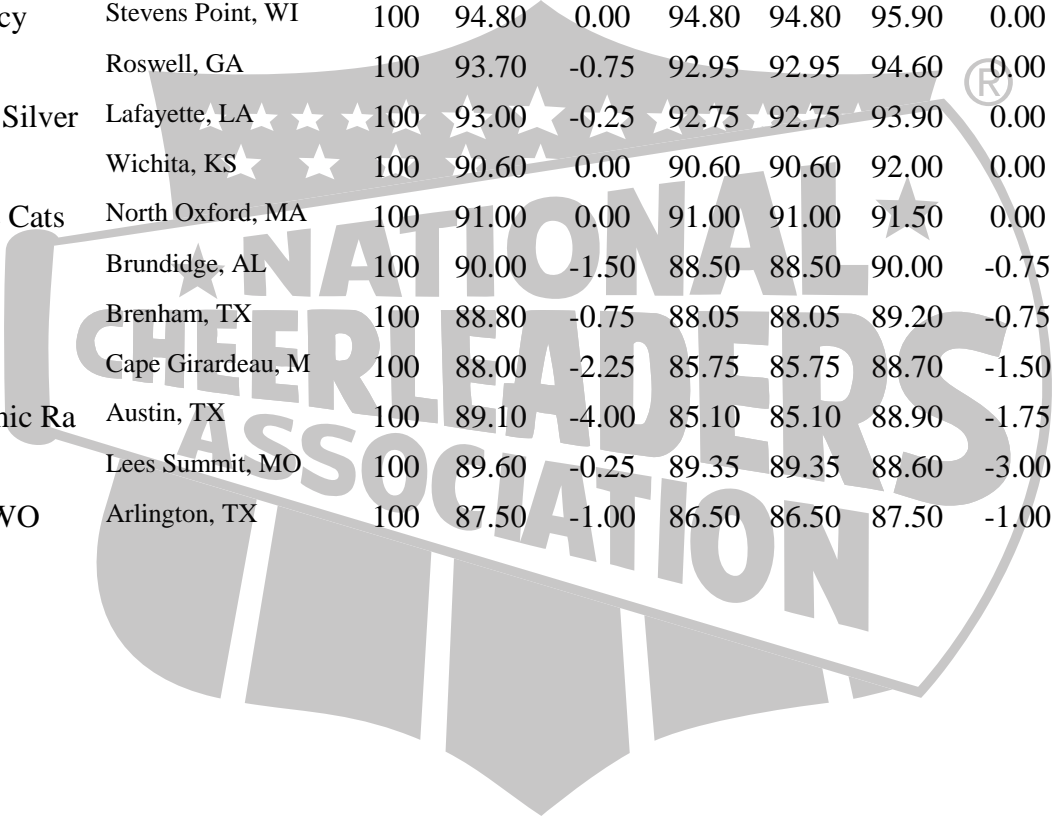 cy Stevens Point, WI 100 94.80 0.00 94.80 94.80 95.90 0.00
Roswell, GA 100 93.70 -0.75 92.95 92.95 94.60 0.00
Silver Lafayette, LA 100 93.00 -0.25 92.75 92.75 93.90 0.00
Wichita, KS 100 90.60 0.00 90.60 90.60 92.00 0.00
Cats North Oxford, MA 100 91.00 0.00 91.00 91.00 91.50 0.00
Brundidge, AL 100 90.00 -1.50 88.50 88.50 90.00 -0.75
Brenham, TX 100 88.80 -0.75 88.05 88.05 89.20 -0.75
Cape Girardeau, M 100 88.00 -2.25 85.75 85.75 88.70 -1.50
nic Ra Austin, TX 100 89.10 -4.00 85.10 85.10 88.90 -1.75
Lees Summit, MO 100 89.60 -0.25 89.35 89.35 88.60 -3.00
WO Arlington, TX 100 87.50 -1.00 86.50 86.50 87.50 -1.00
NATIONAL
CHEERLEADERS
ASSOCIATION
®